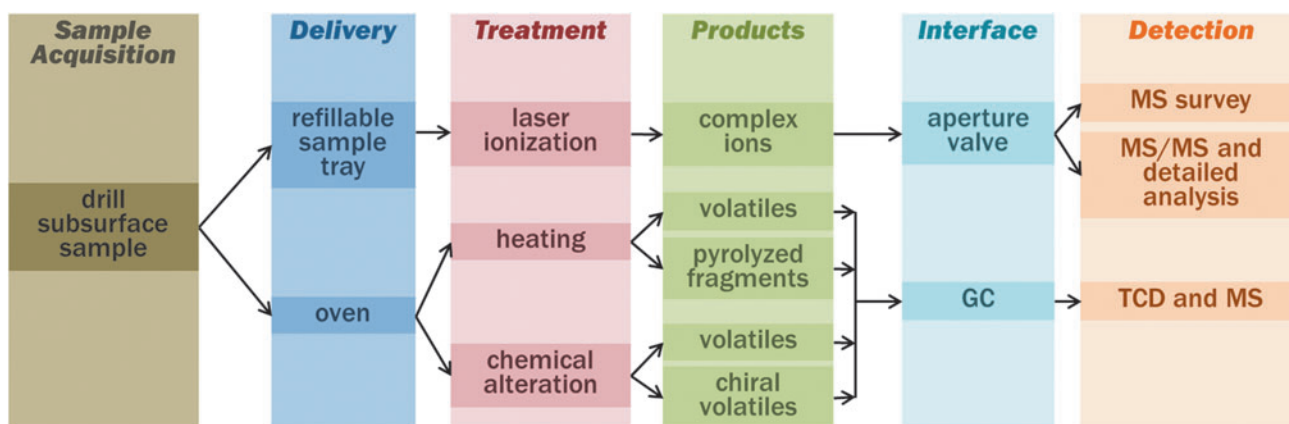 Sample
Acquisition
drill
subsurface
sample
Delivery
refillable
sample
tray
oven
Treatment
laser
ionization
heating
chemical
alteration
Products
complex
ions
volatiles
pyrolyzed
fragments
volatiles
chiral
volatiles
Interface
aperture
valve
GC
Detection
MS survey
MS/MS and
detailed
analysis
TCD and MS